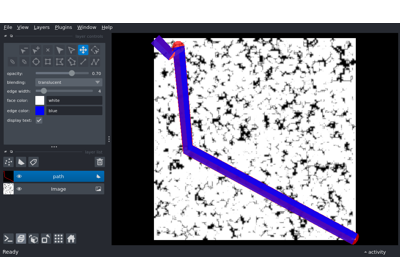 File View Layers Plugins Window Help
opacity: 0.70
blending: translucent
edge width:
face color: white
edge color: blue
display text:
path
Image
Ready
activity